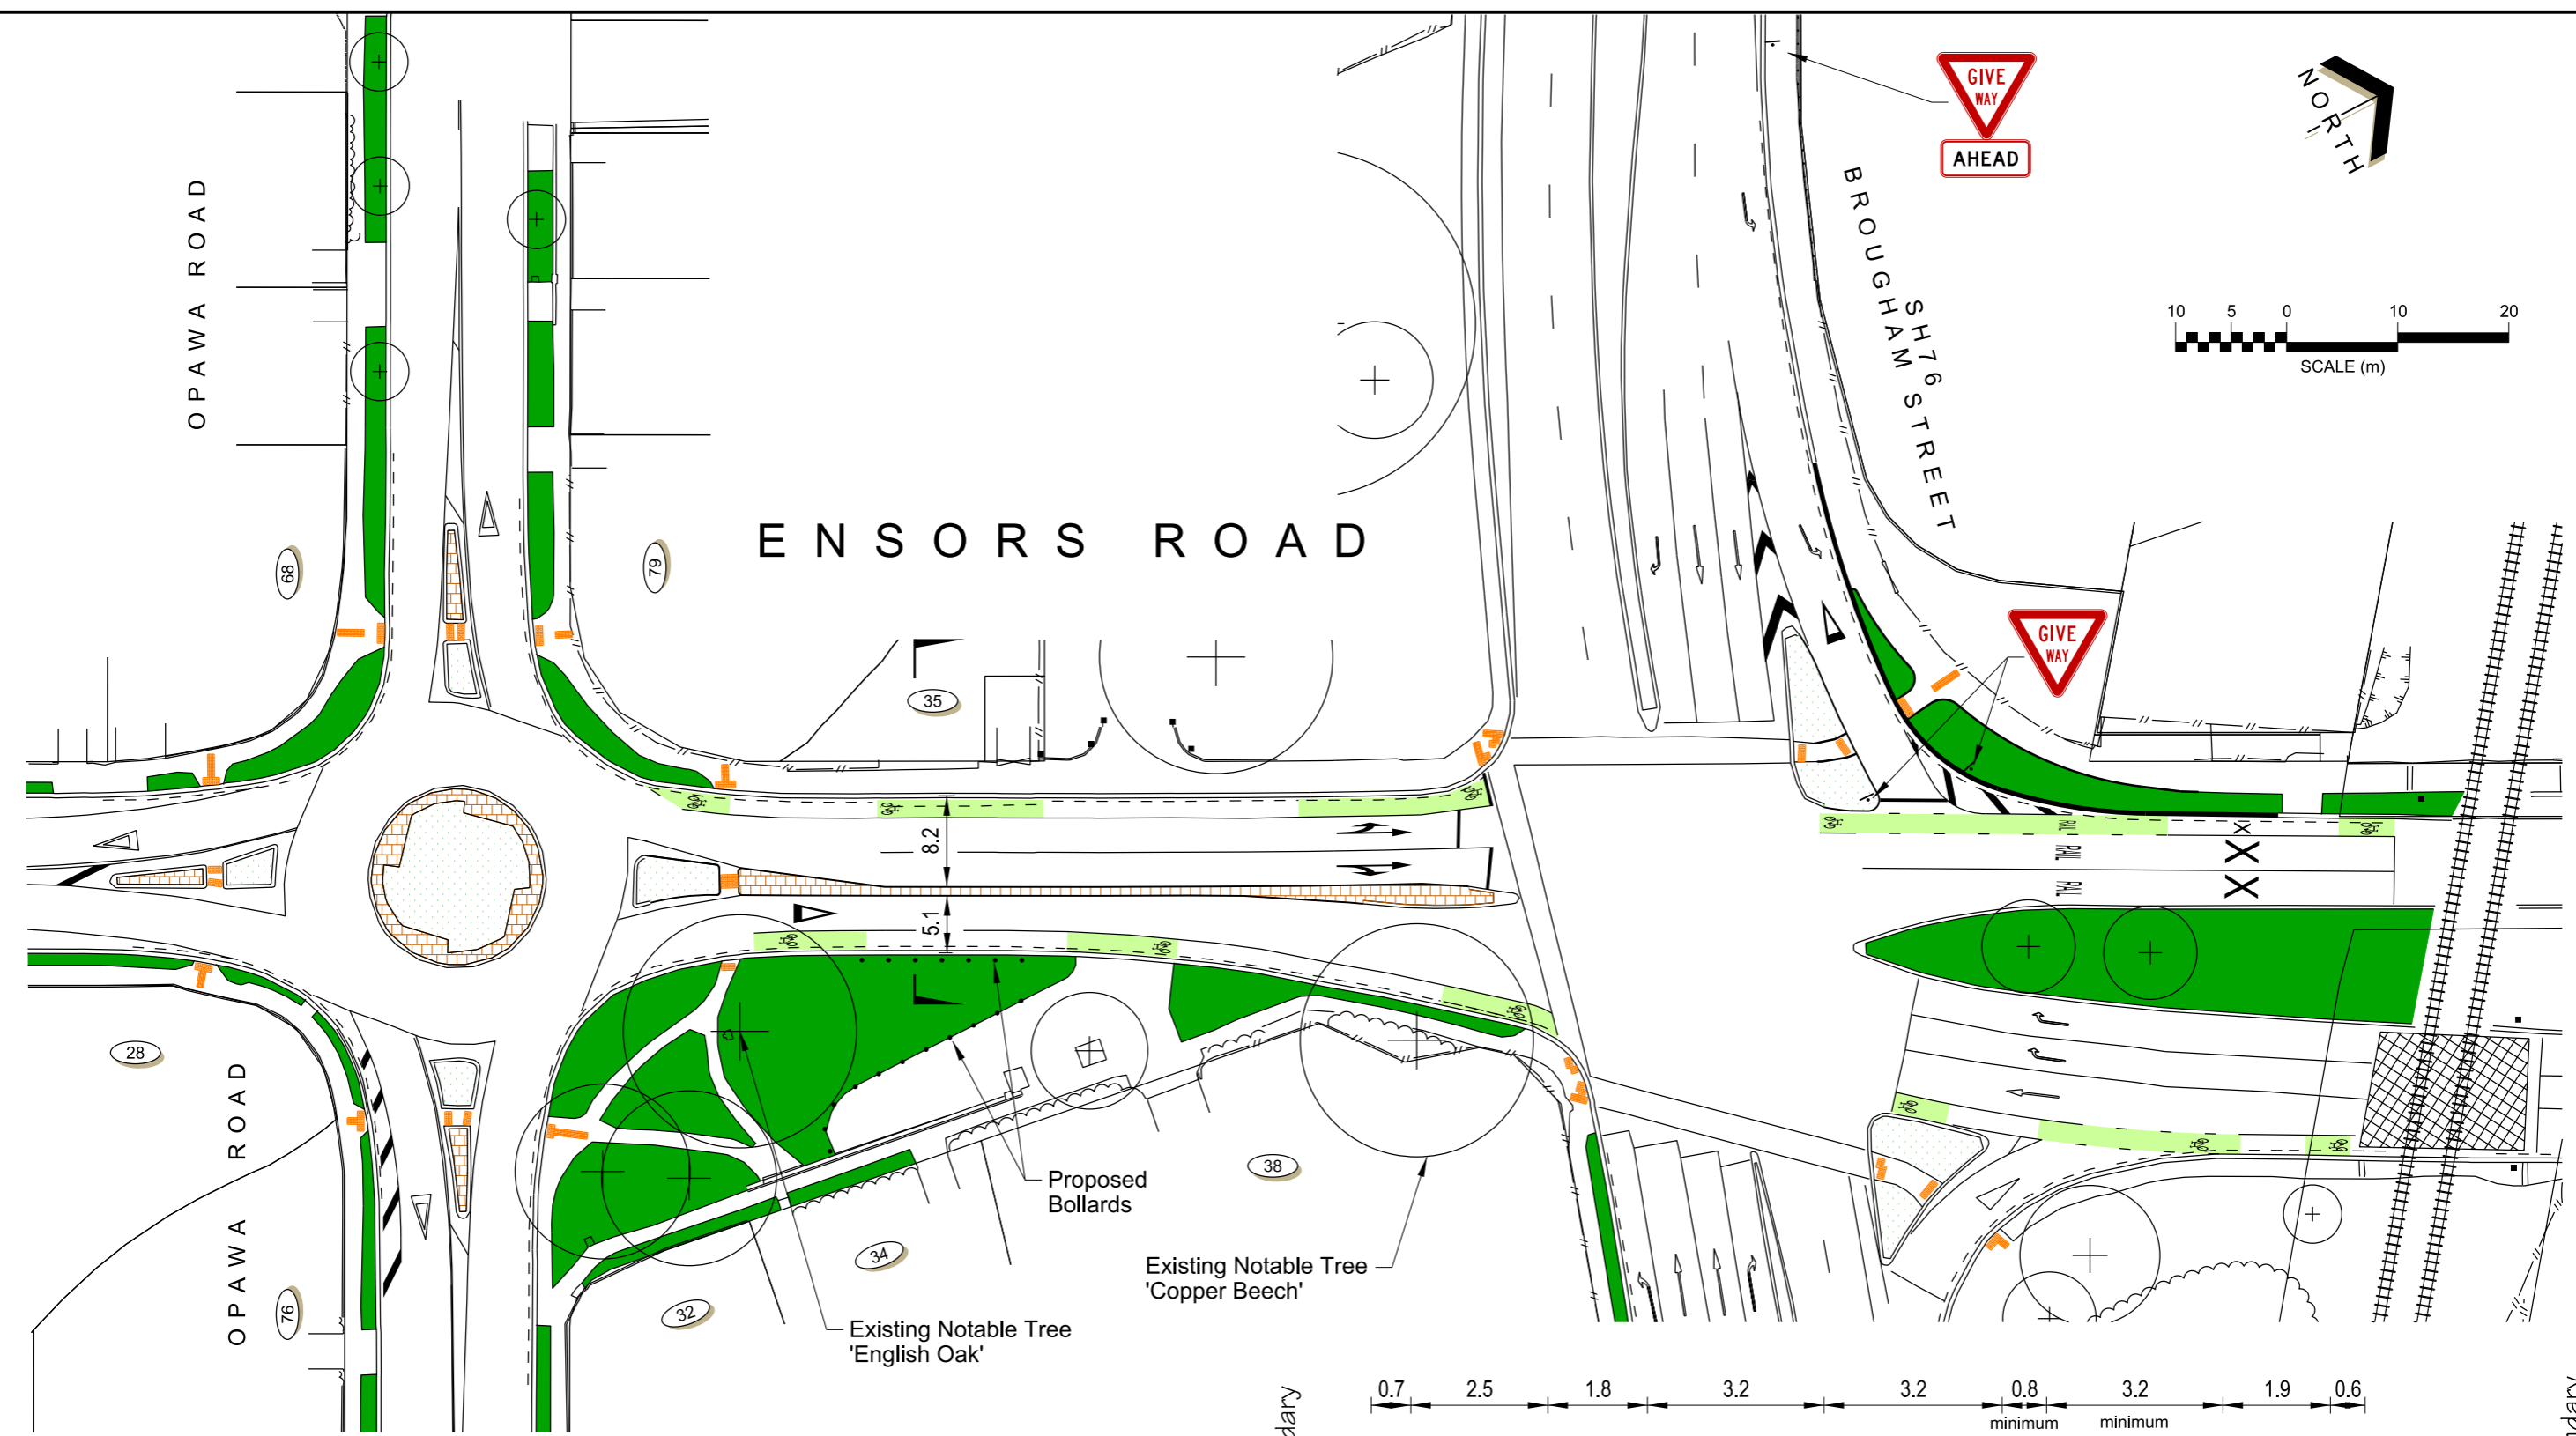 OPAWA ROAD
GIVE
WAY
AHEAD
NORTH
BROUGHAM STREET
SH76
10 5 0 10 20
SCALE (m)
ENSORS ROAD
68
79
35
GIVE
WAY
8.2
RAIL
RAIL
RAIL
X
X
X
5.1
28
OPAWA ROAD
Proposed
Bollards
38
34
32
76
Existing Notable Tree
'Copper Beech'
Existing Notable Tree
'English Oak'
0.7 2.5 1.8 3.2 3.2 0.8 3.2 1.9 0.6
minimum minimum